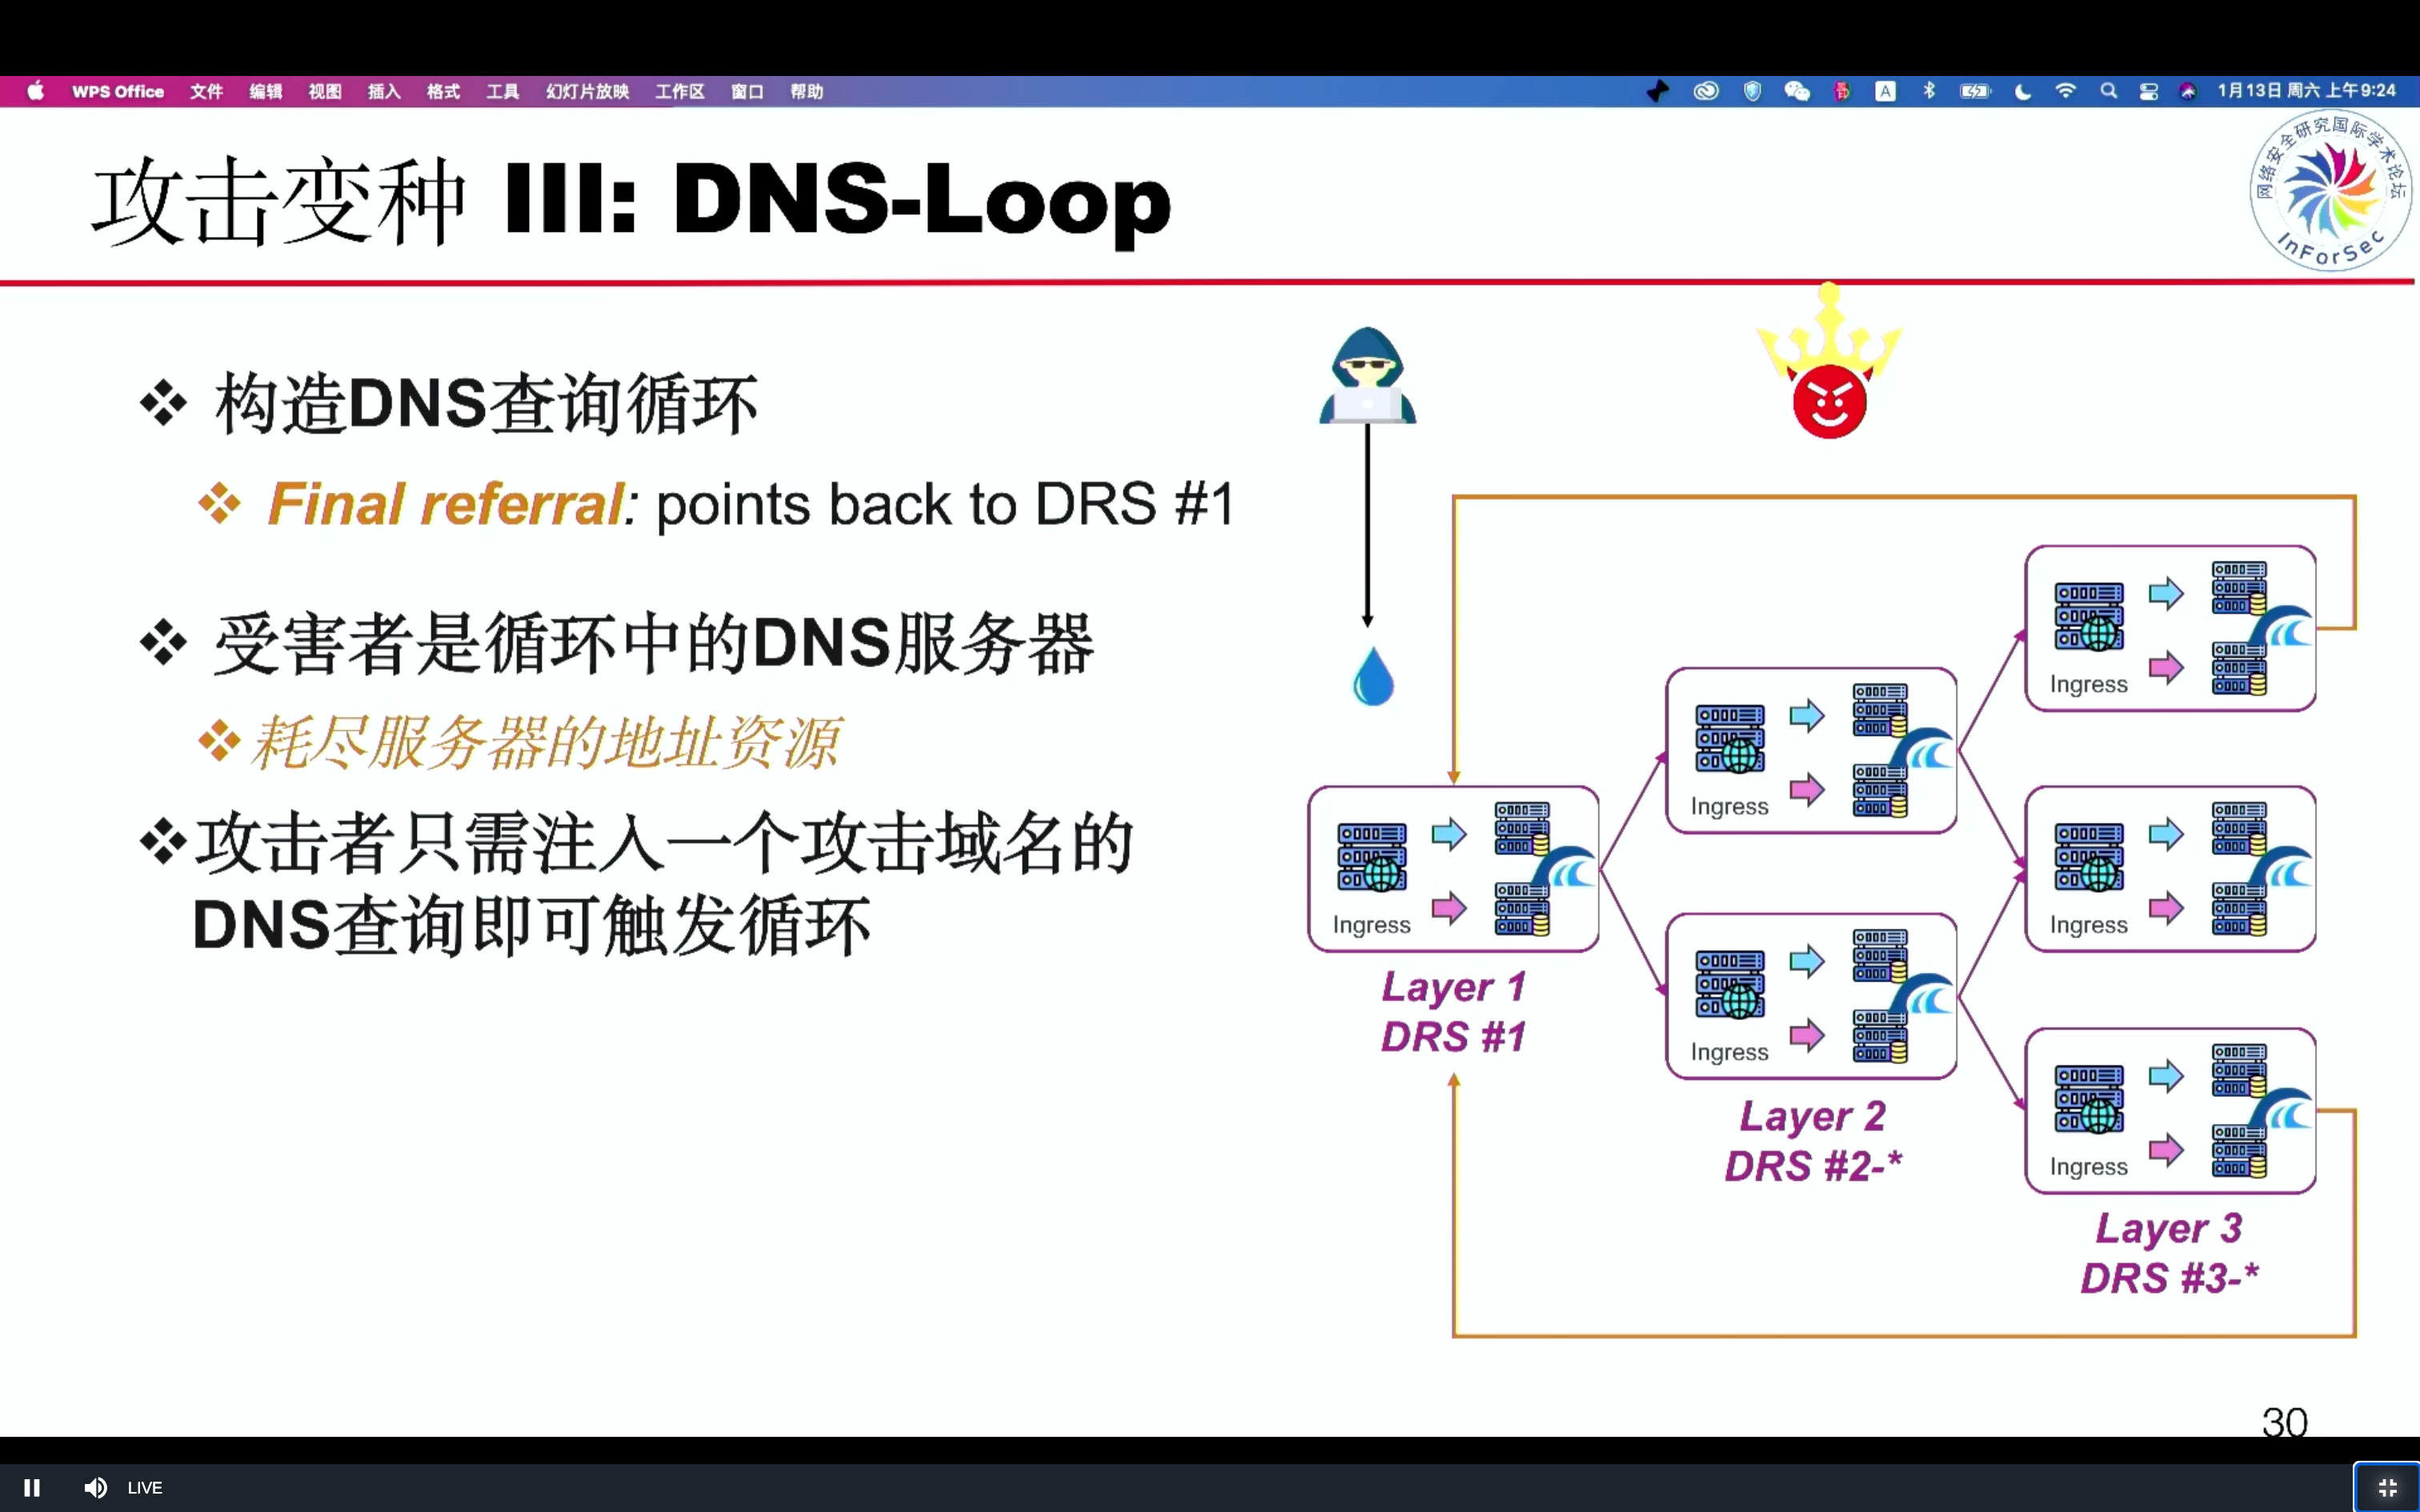 WPS Office 文件 编辑 视图 插入 格式 工具 幻灯片放映 工作区 窗口 帮助 A 1月13日 周六 上午9:24
攻击变种 III: DNS-Loop
网络安全研究国际学术论坛
InForSec
构造DNS查询循环
Final referral: points back to DRS #1
受害者是循环中的DNS服务器
耗尽服务器的地址资源
攻击者只需注入一个攻击域名的
DNS查询即可触发循环
Ingress
Layer 1
DRS #1
Ingress
Ingress
Layer 2
DRS #2-*
Ingress
Ingress
Ingress
Layer 3
DRS #3-*
30
LIVE